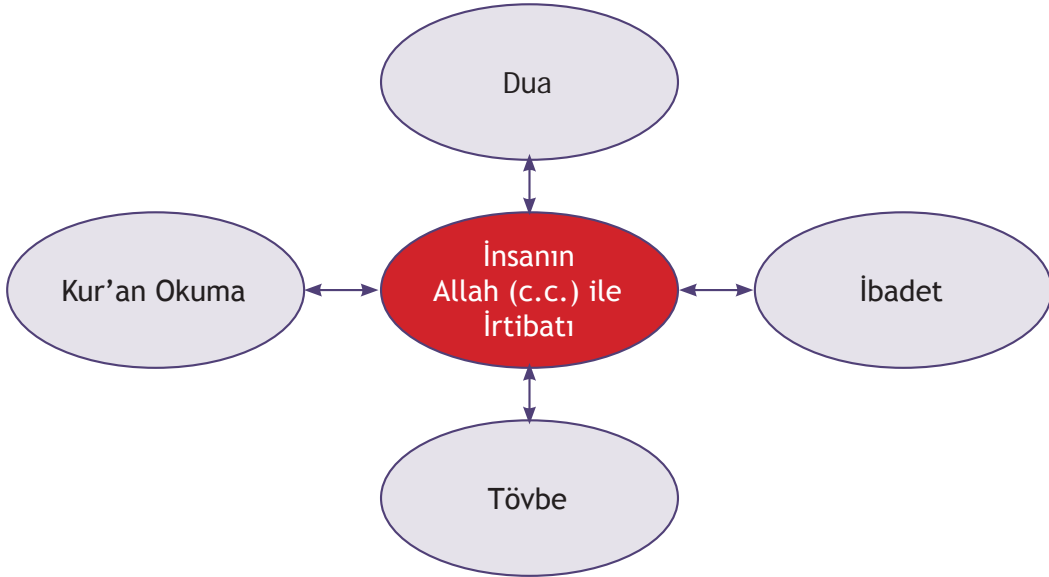 Dua
Kur’an Okuma
İnsanın
Allah (c.c.) ile
İrtibatı
İbadet
Tövbe